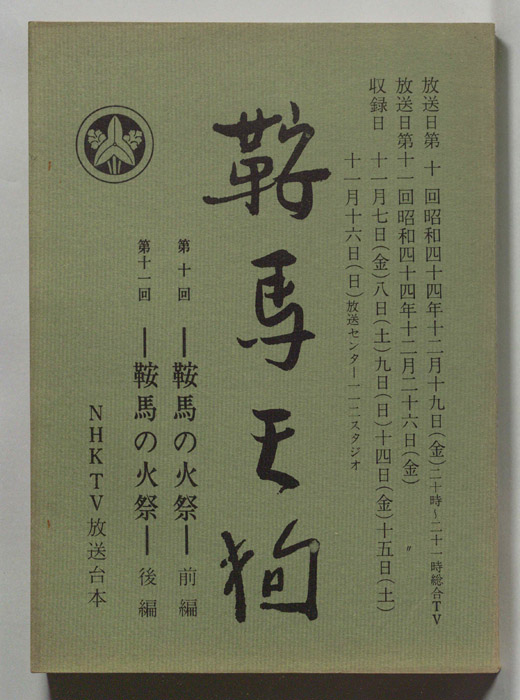 放送日第十回昭和四十四年十二月十九日(金)二十時~二十一時総合TV
放送日第十一回昭和四十四年十二月二十六日(金) 〃
収録日 十一月七日(金)八日(土)九日(日)十四日(金)十五日(土)
十一月十六日(日)放送センター一一二スタジオ
鞍馬天狗
第十回 ―鞍馬の火祭― 前編
第十一回 ―鞍馬の火祭― 後編
NHKTV放送台本